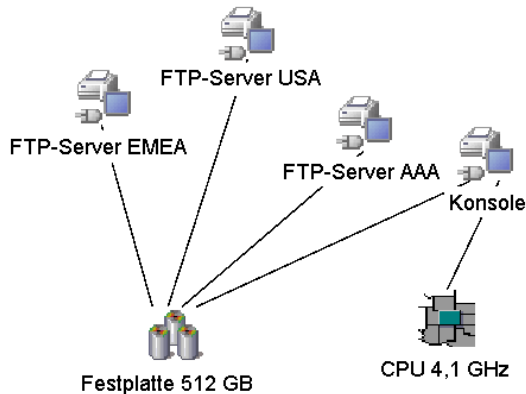 FTP-Server USA
FTP-Server EMEA
FTP-Server AAA
Konsole
CPU 4,1 GHz
Festplatte 512 GB